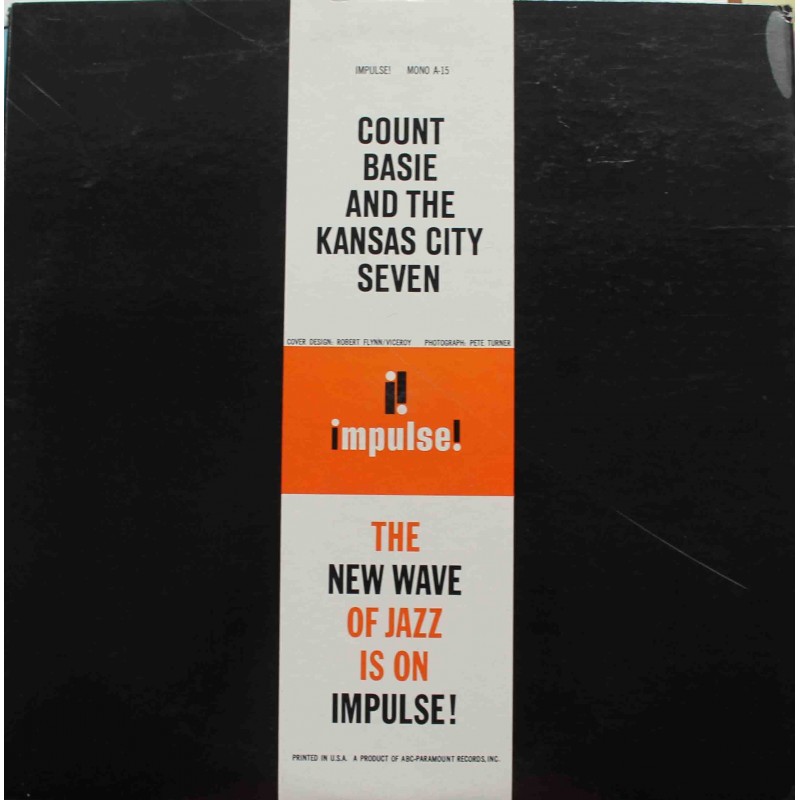 IMPULSE! MONO A-15
COUNT
BASIE
AND THE
KANSAS CITY
SEVEN
COVER DESIGN: ROBERT FLYNN/VICEROY PHOTOGRAPH: PETE TURNER
i!
impulse!
THE
NEW WAVE
OF JAZZ
IS ON
IMPULSE!
PRINTED IN U.S.A. A PRODUCT OF ABC-PARAMOUNT RECORDS, INC.